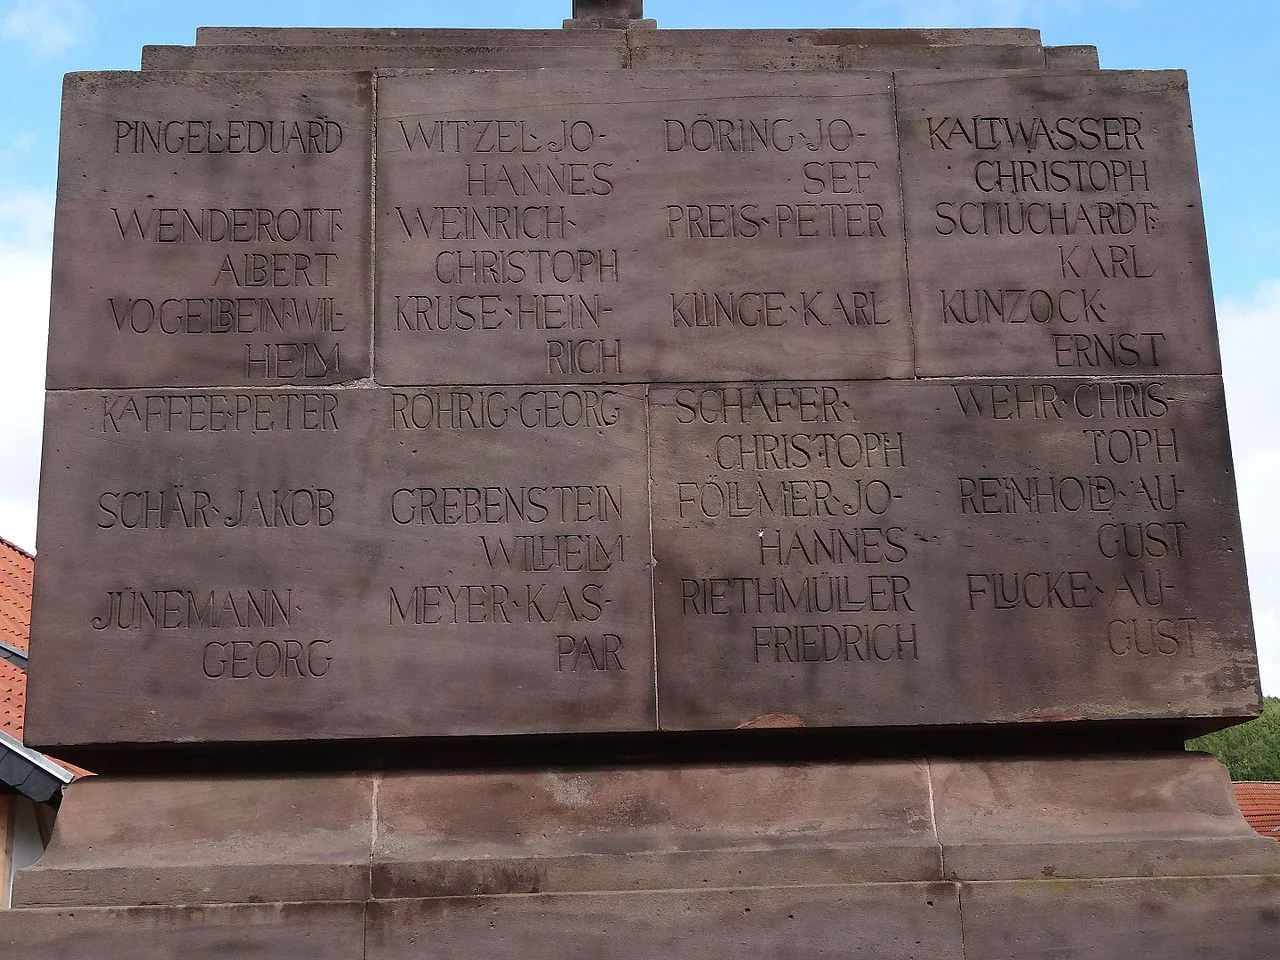 PINGEL·EDUARD
WENDEROTT·
ALBERT
VOGELBEIN·WIL-
HELM
WITZEL·JO-
HANNES
WEINRICH·
CHRISTOPH
KRUSE·HEIN-
RICH
DÖRING·JO-
SEF
PREIS·PETER
KLINGE·KARL
KALTWASSER
CHRISTOPH
SCHUCHARDT·
KARL
KUNZOCK·
ERNST
KAFFEE·PETER
SCHÄR·JAKOB
JÜNEMANN·
GEORG
RÖHRIG·GEORG
GREBENSTEIN
WILHELM
MEYER·KAS-
PAR
SCHÄFER·
CHRISTOPH
FÖLLMER·JO-
HANNES
RIETHMÜLLER
FRIEDRICH
WEHR·CHRIS-
TOPH
REINHOLD·AU-
GUST
FLUCKE·AU-
GUST